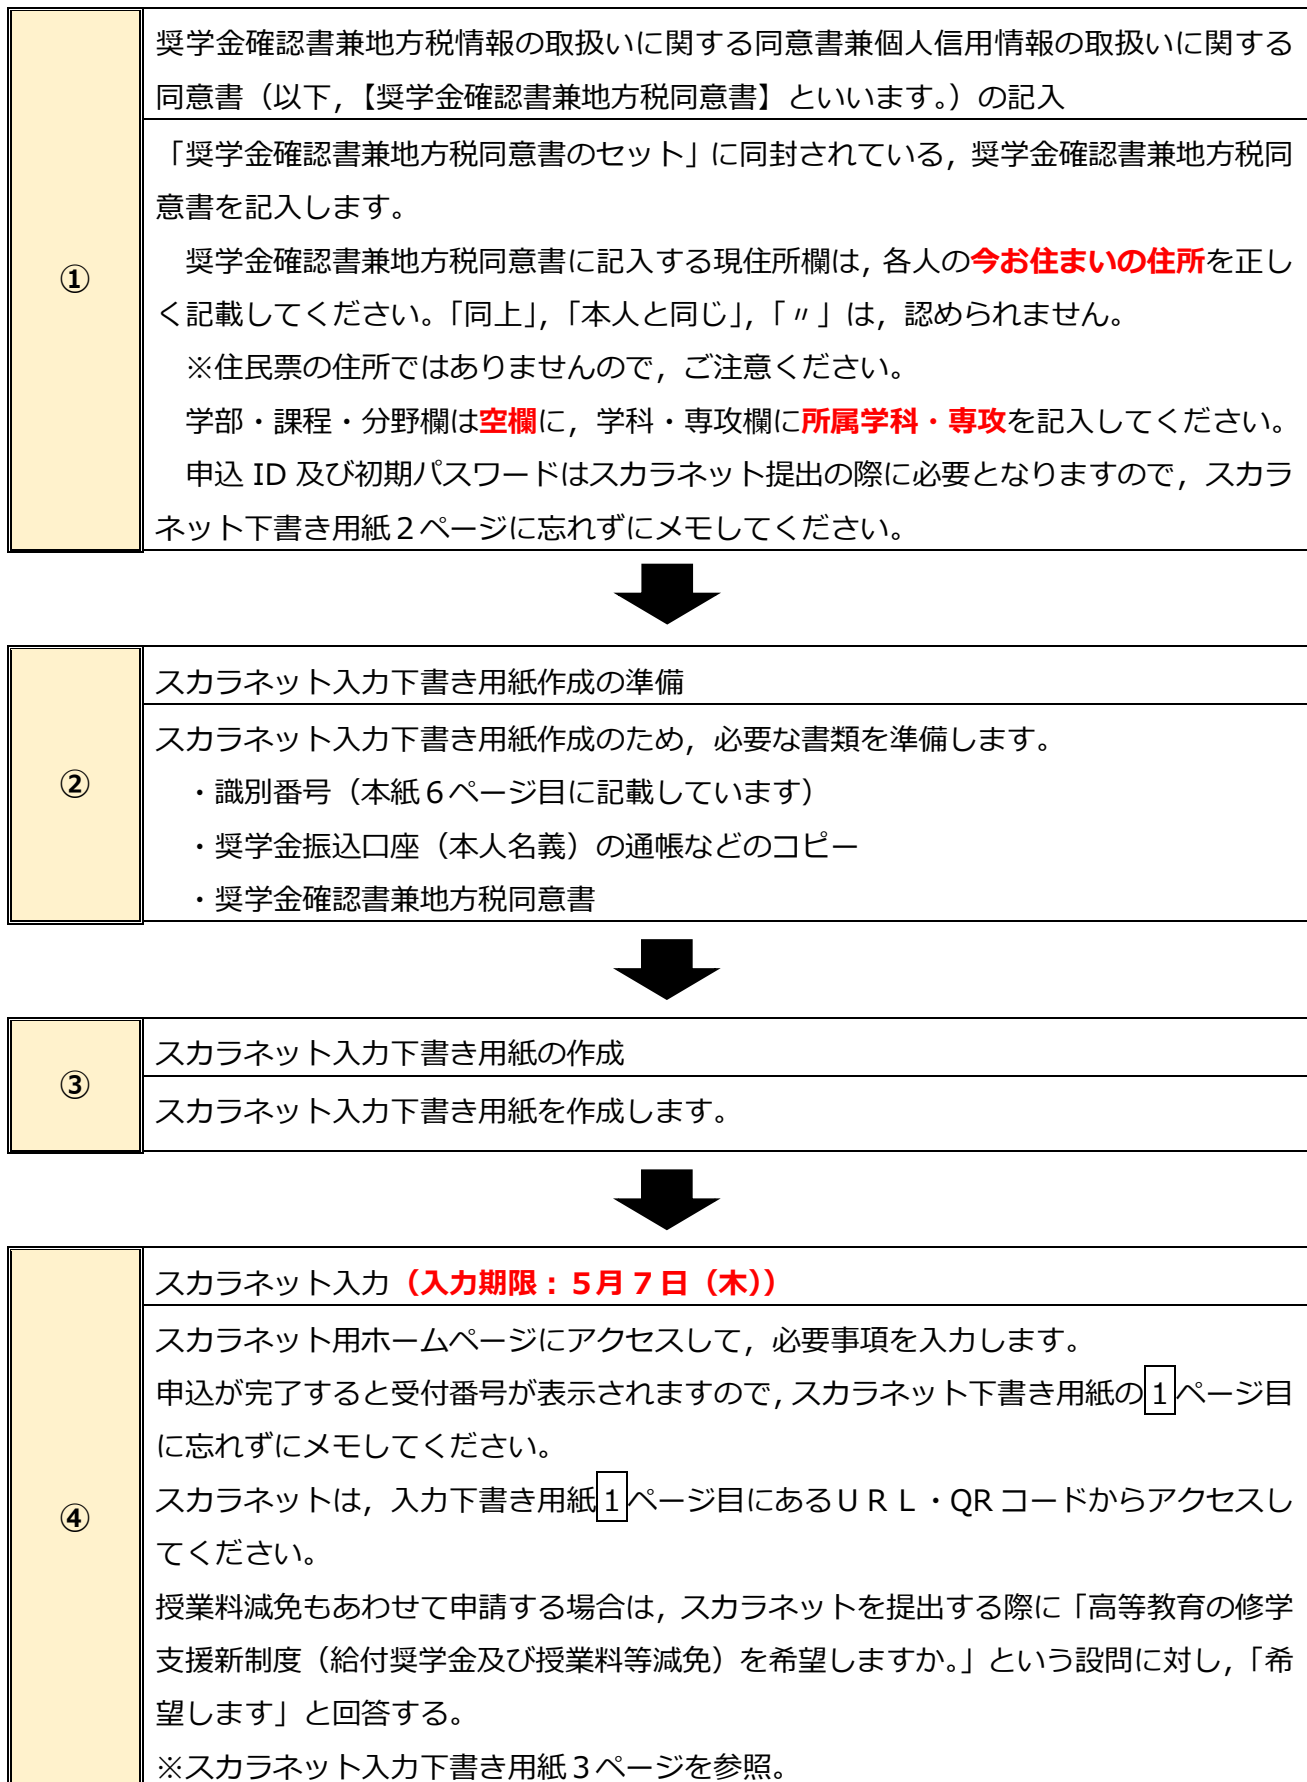 ①
奨学金確認書兼地方税情報の取扱いに関する同意書兼個人信用情報の取扱いに関する
同意書（以下，【奨学金確認書兼地方税同意書】といいます。）の記入
「奨学金確認書兼地方税同意書のセット」に同封されている，奨学金確認書兼地方税同
意書を記入します。
奨学金確認書兼地方税同意書に記入する現住所欄は，各人の今お住まいの住所を正し
く記載してください。「同上」，「本人と同じ」，「〃」は，認められません。
※住民票の住所ではありませんので，ご注意ください。
学部・課程・分野欄は空欄に，学科・専攻欄に所属学科・専攻を記入してください。
申込 ID 及び初期パスワードはスカラネット提出の際に必要となりますので，スカラ
ネット下書き用紙２ページに忘れずにメモしてください。
②
スカラネット入力下書き用紙作成の準備
スカラネット入力下書き用紙作成のため，必要な書類を準備します。
・識別番号（本紙６ページ目に記載しています）
・奨学金振込口座（本人名義）の通帳などのコピー
・奨学金確認書兼地方税同意書
③
スカラネット入力下書き用紙の作成
スカラネット入力下書き用紙を作成します。
④
スカラネット入力（入力期限：５月７日（木））
スカラネット用ホームページにアクセスして，必要事項を入力します。
申込が完了すると受付番号が表示されますので，スカラネット下書き用紙の1ページ目
に忘れずにメモしてください。
スカラネットは，入力下書き用紙1ページ目にあるＵＲＬ・QR コードからアクセスし
てください。
授業料減免もあわせて申請する場合は，スカラネットを提出する際に「高等教育の修学
支援新制度（給付奨学金及び授業料等減免）を希望しますか。」という設問に対し，「希
望します」と回答する。
※スカラネット入力下書き用紙３ページを参照。